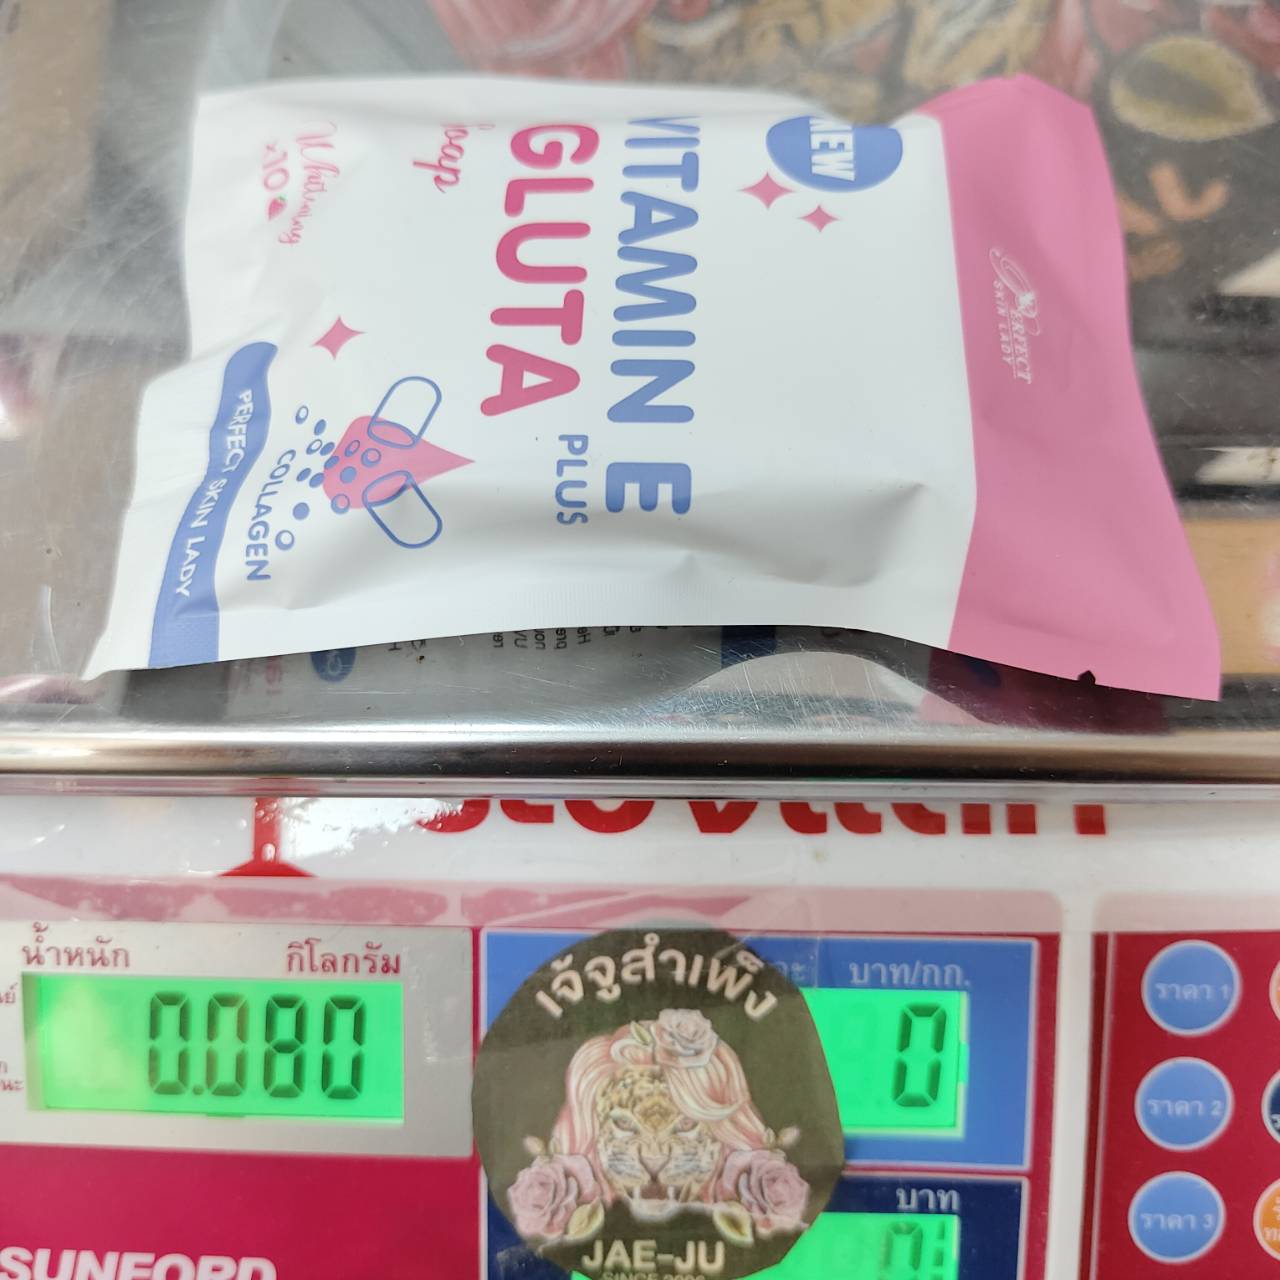 NEW
VITAMIN E
GLUTA PLUS
Soap
Whitening
x10
COLLAGEN
PERFECT SKIN LADY
PERFECT
SKIN LADY
น้ำหนัก
กิโลกรัม
0.080
บาท/กก.
0
บาท
ราคา 1
ราคา 2
ราคา 3
เจ้จูสำเพ็ง
JAE-JU
SUNFORD